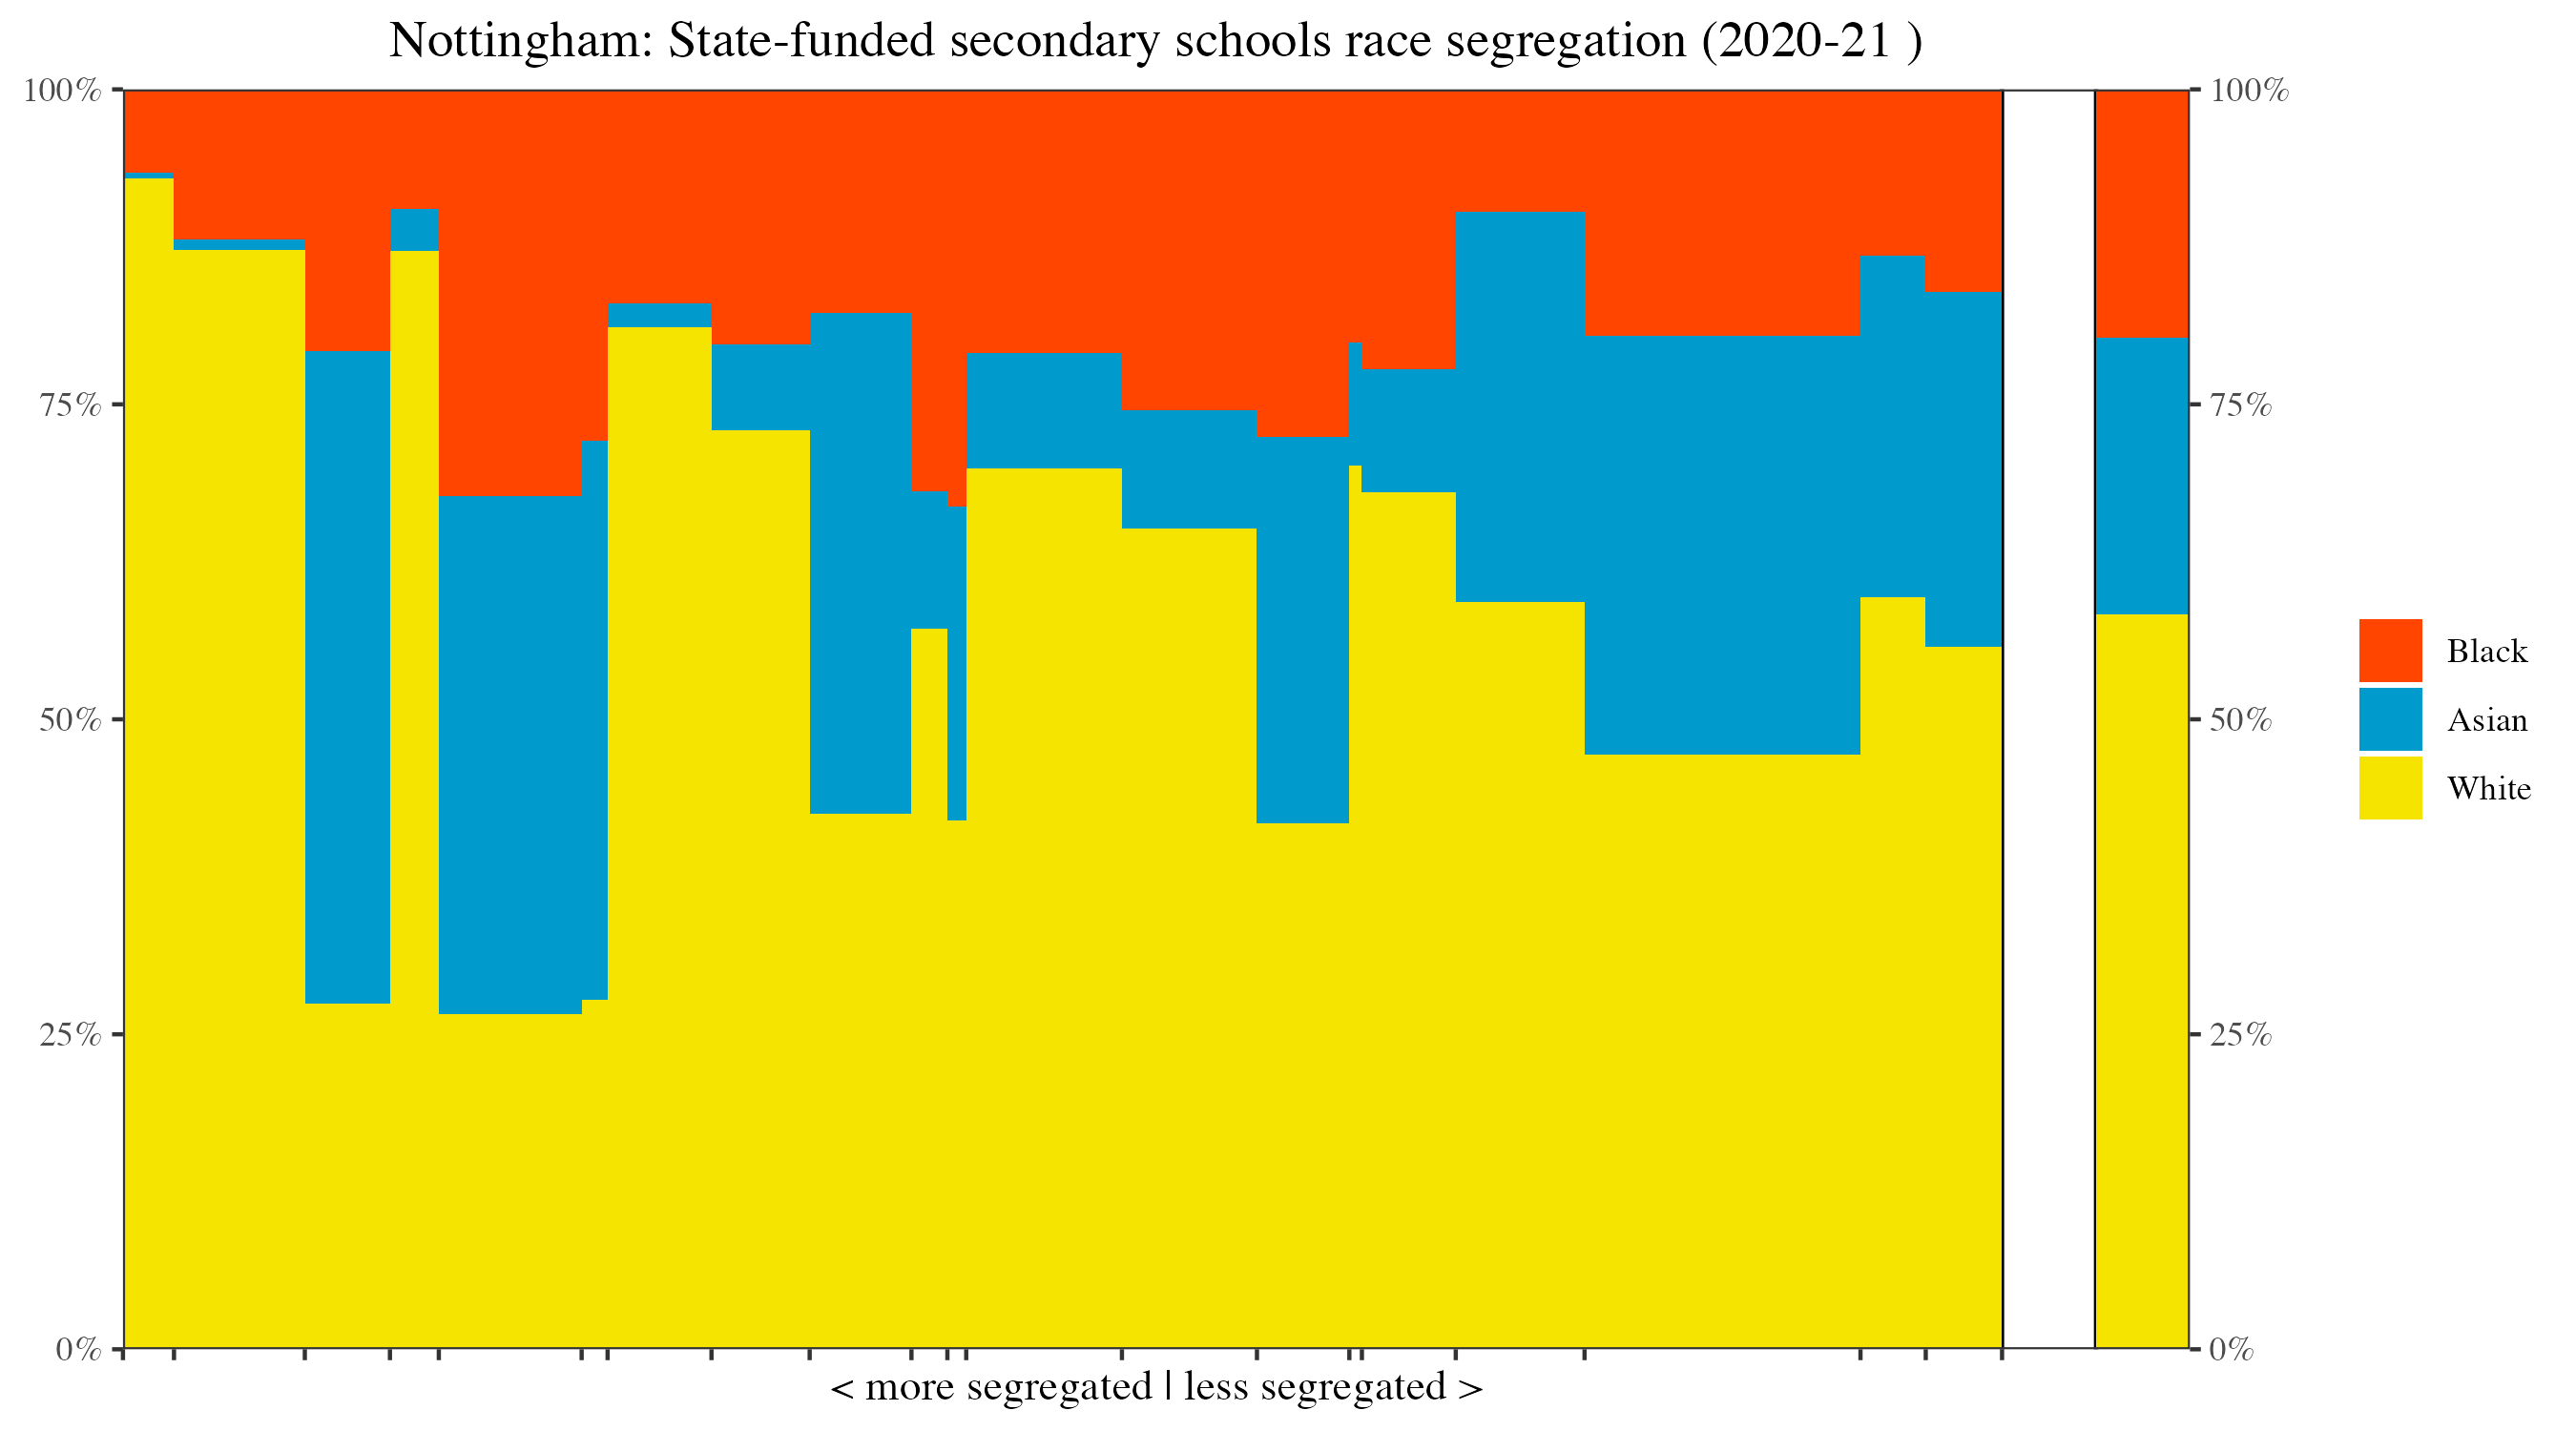 Nottingham: State-funded secondary schools race segregation (2020-21 )
100%
75%
50%
25%
0%
100%
75%
50%
25%
0%
< more segregated | less segregated >
Black
Asian
White